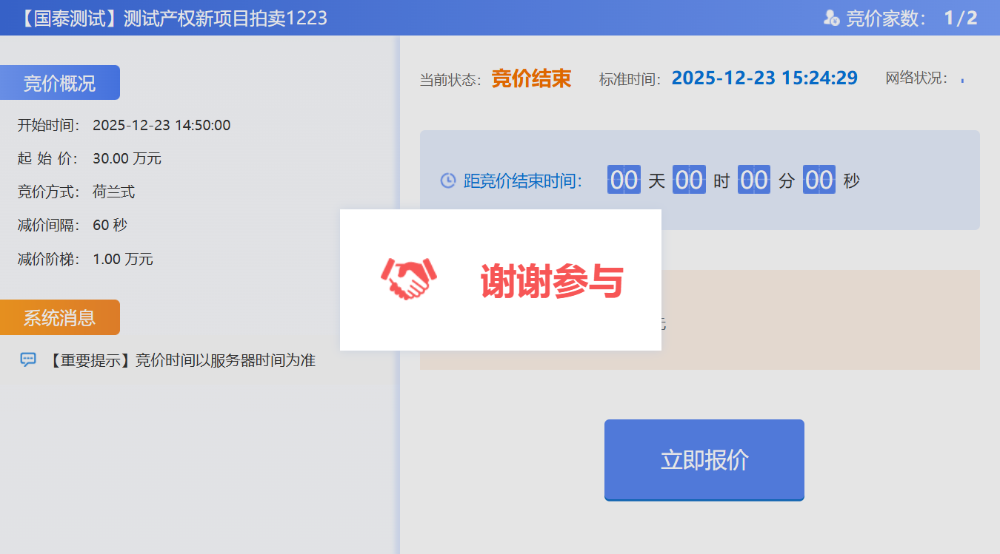 【国泰测试】测试产权新项目拍卖1223
竞价家数： 1/2
竞价概况
开始时间： 2025-12-23 14:50:00
起 始 价： 30.00 万元
竞价方式： 荷兰式
减价间隔： 60 秒
减价阶梯： 1.00 万元
系统消息
【重要提示】竞价时间以服务器时间为准
当前状态： 竞价结束 标准时间： 2025-12-23 15:24:29 网络状况：
距竞价结束时间： 00 天 00 时 00 分 00 秒
谢谢参与
立即报价